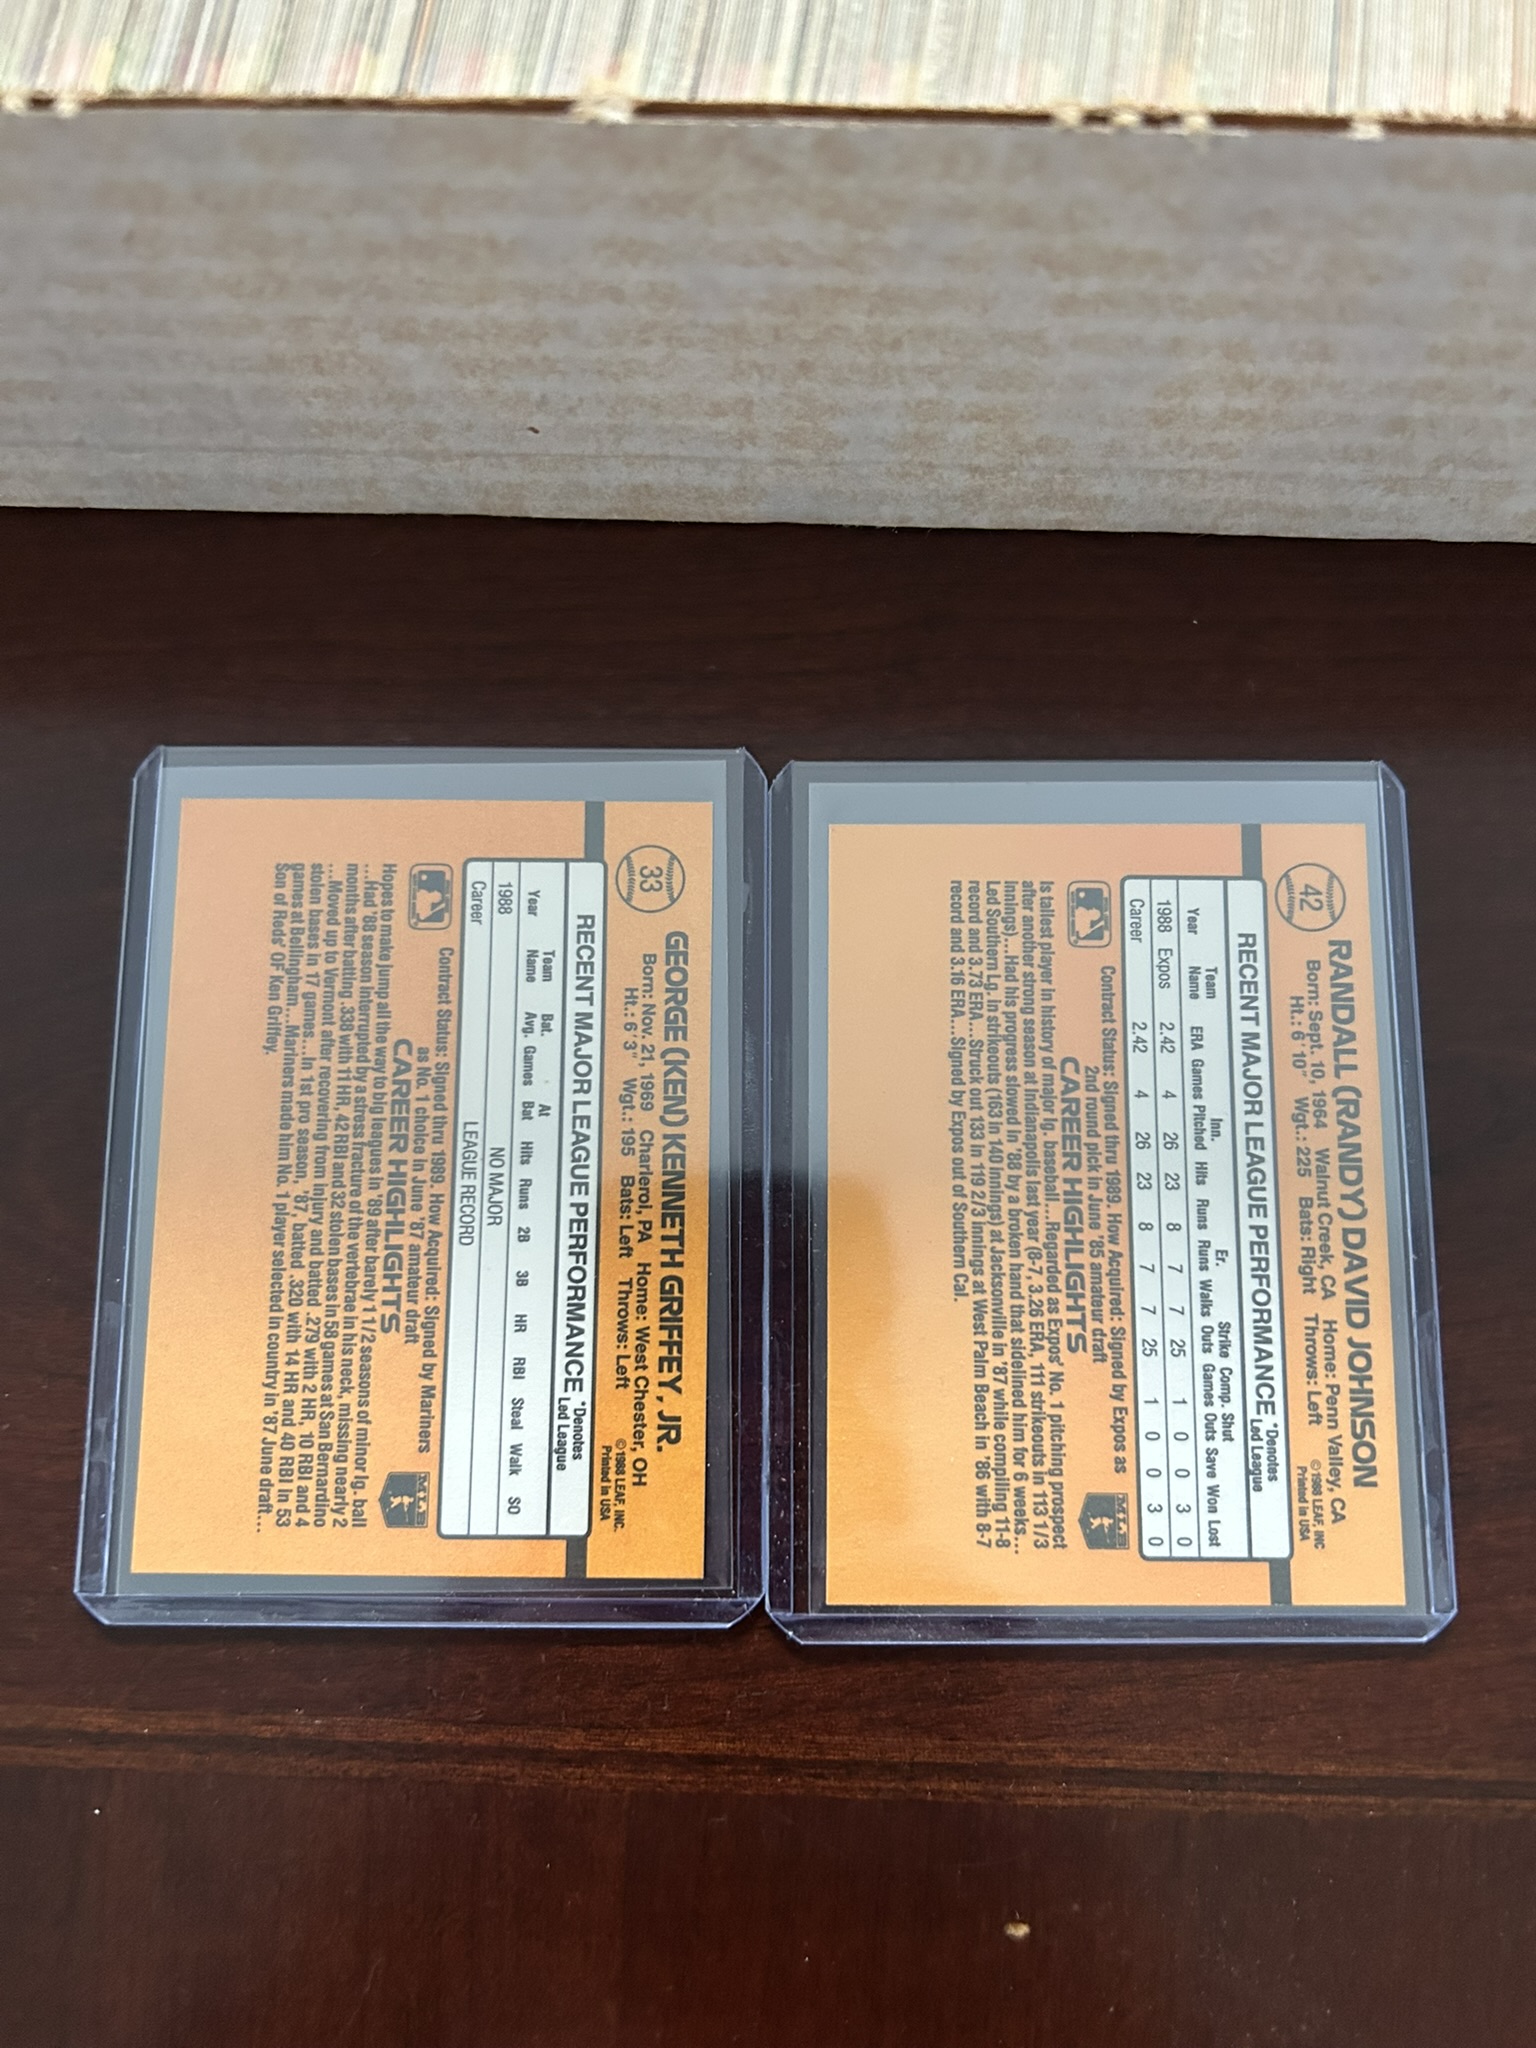 42
RANDALL (RANDY) DAVID JOHNSON
Born: Sept. 10, 1964 Walnut Creek, CA Home: Penn Valley, CA
Ht.: 6'10" Wgt.: 225 Bats: Right Throws: Left
©1988 LEAF, INC
Printed in USA
RECENT MAJOR LEAGUE PERFORMANCE *Denotes Led League
Year Team Name ERA Games Inn. Pitched Hits Runs Er. Runs Walks Strike Outs Comp. Games Shut Outs Save Won Lost
1988 Expos 2.42 4 26 23 8 7 7 25 1 0 0 3 0
Career 2.42 4 26 23 8 7 7 25 1 0 0 3 0
Contract Status: Signed thru 1989. How Acquired: Signed by Expos as
2nd round pick in June '85 amateur draft
CAREER HIGHLIGHTS
MLB
Is tallest player in history of major lg. baseball...Regarded as Expos' No. 1 pitching prospect
after another strong season at Indianapolis last year (8-7, 3.26 ERA, 111 strikeouts in 113 1/3
innings)...Had his progress slowed in '88 by a broken hand that sidelined him for 6 weeks...
Led Southern Lg. in strikeouts (163 in 140 innings) at Jacksonville in '87 while compiling 11-8
record and 3.73 ERA...Struck out 133 in 119 2/3 innings at West Palm Beach in '86 with 8-7
record and 3.16 ERA...Signed by Expos out of Southern Cal.
33
GEORGE (KEN) KENNETH GRIFFEY, JR.
Born: Nov. 21, 1969 Charleroi, PA Home: West Chester, OH
Ht.: 6'3" Wgt.: 195 Bats: Left Throws: Left
©1988 LEAF, INC.
Printed in USA
RECENT MAJOR LEAGUE PERFORMANCE *Denotes Led League
Year Team Name Bat. Avg. Games At Bat Hits Runs 2B 3B HR RBI Steal Walk SO
1988 NO MAJOR
Career LEAGUE RECORD
Contract Status: Signed thru 1989. How Acquired: Signed by Mariners
as No. 1 choice in June '87 amateur draft
CAREER HIGHLIGHTS
MLB
Hopes to make jump all the way to big leagues in '89 after barely 1 1/2 seasons of minor lg. ball
...Had '88 season interrupted by a stress fracture of the vertebrae in his neck, missing nearly 2
months after batting .338 with 11 HR, 42 RBI and 32 stolen bases in 58 games at San Bernardino
...Moved up to Vermont after recovering from injury and batted .279 with 2 HR, 10 RBI and 4
stolen bases in 17 games...In 1st pro season, '87, batted .320 with 14 HR and 40 RBI in 53
games at Bellingham...Mariners made him No. 1 player selected in country in '87 June draft...
Son of Reds' OF Ken Griffey.